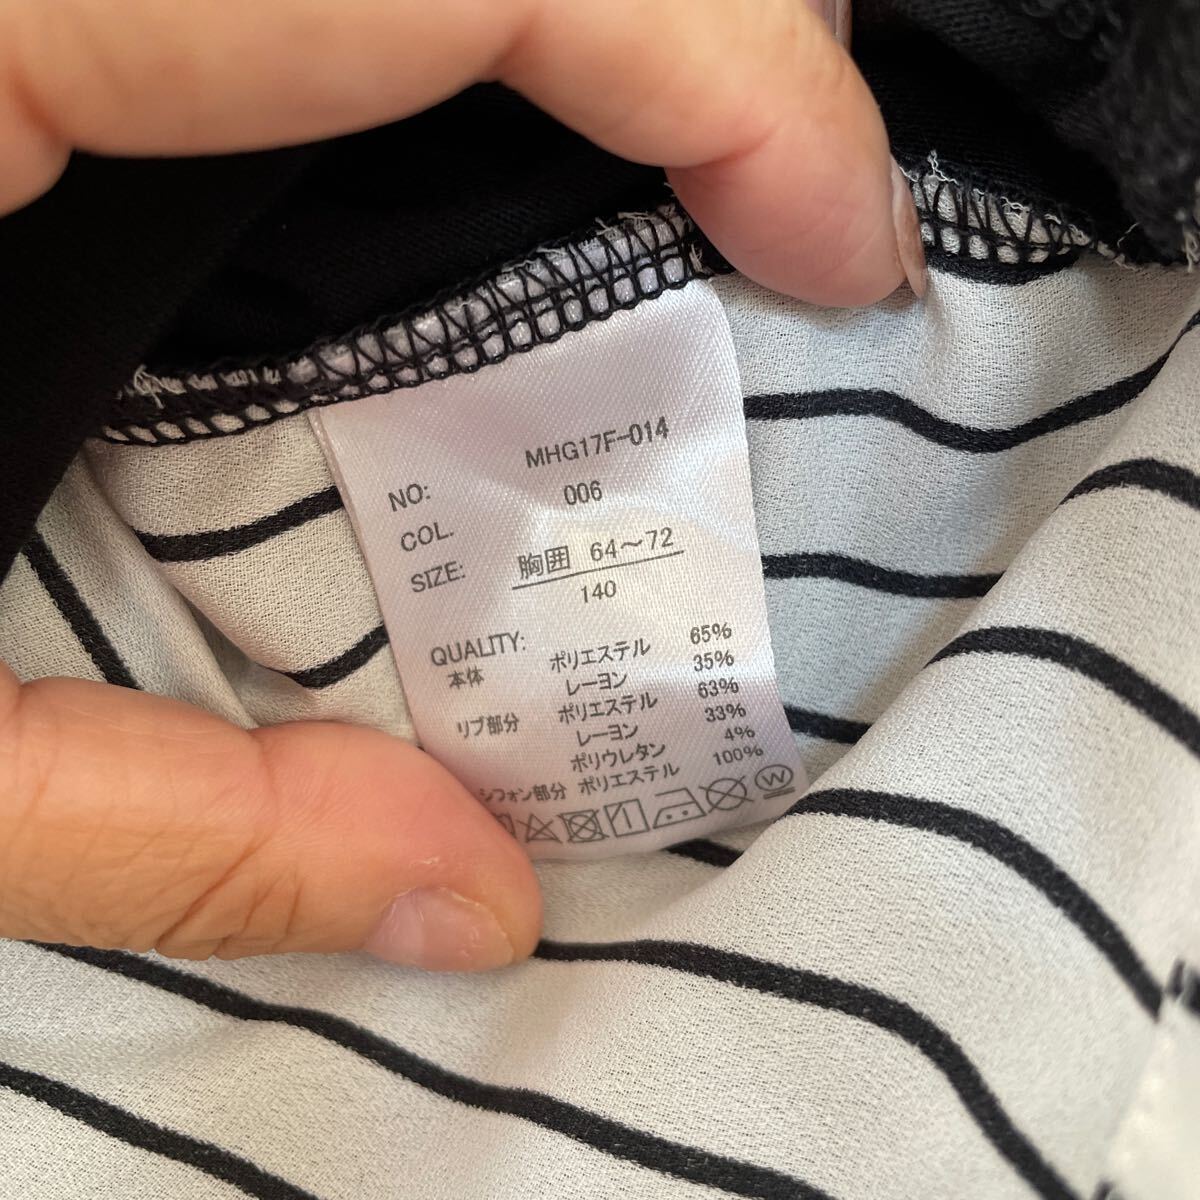 NO: MHG17F-014
COL. 006
SIZE: 胸囲 64〜72
140
QUALITY:
本体 ポリエステル 65%
レーヨン 35%
リブ部分 ポリエステル 63%
レーヨン 33%
ポリウレタン 4%
シフォン部分 ポリエステル 100%
W